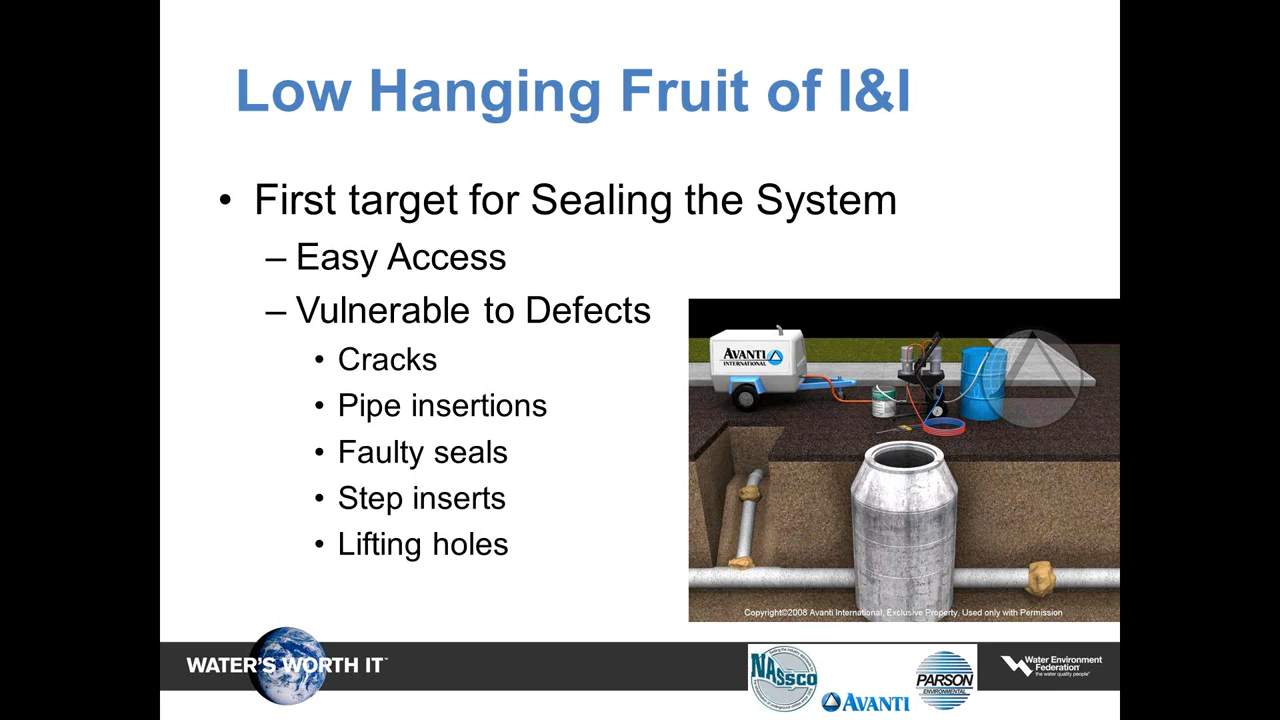 Low Hanging Fruit of I&I
• First target for Sealing the System
– Easy Access
– Vulnerable to Defects
• Cracks
• Pipe insertions
• Faulty seals
• Step inserts
• Lifting holes
AVANTI
INTERNATIONAL
Copyright©2008 Avanti International, Exclusive Property. Used only with Permission
WATER'S WORTH IT™
NASSCO
AVANTI
PARSON
ENVIRONMENTAL
Water Environment
Federation®
the water quality people®